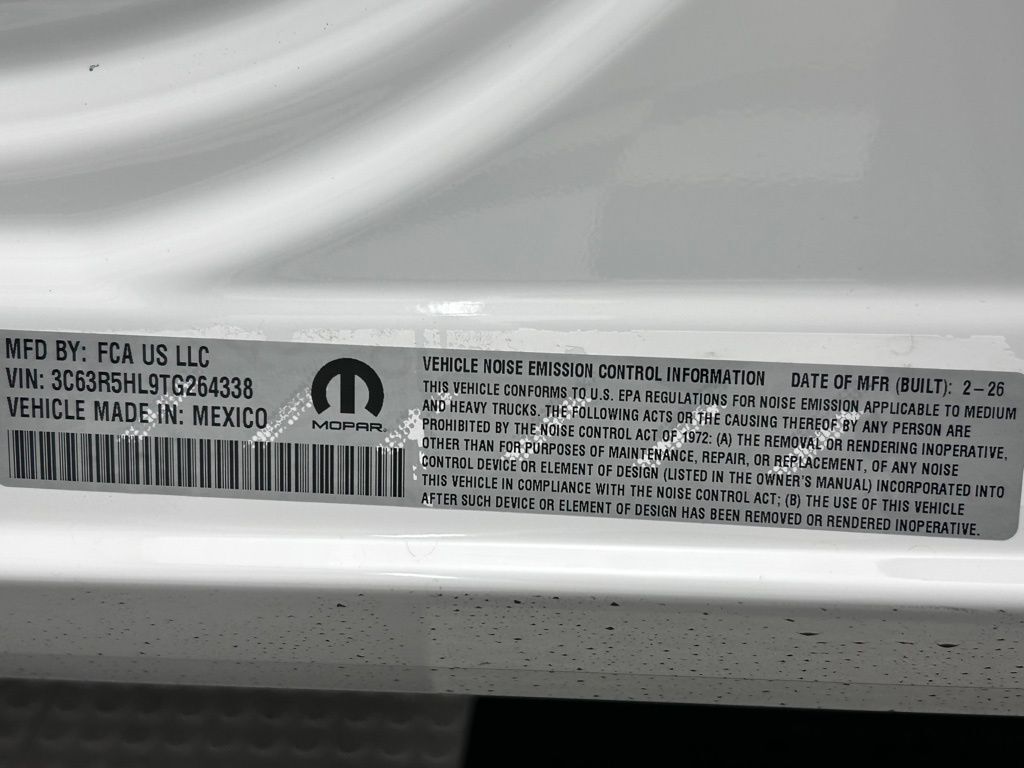 MFD BY: FCA US LLC
VIN: 3C63R5HL9TG264338
VEHICLE MADE IN: MEXICO
MOPAR
VEHICLE NOISE EMISSION CONTROL INFORMATION DATE OF MFR (BUILT): 2-26
THIS VEHICLE CONFORMS TO U.S. EPA REGULATIONS FOR NOISE EMISSION APPLICABLE TO MEDIUM
AND HEAVY TRUCKS. THE FOLLOWING ACTS OR THE CAUSING THEREOF BY ANY PERSON ARE
PROHIBITED BY THE NOISE CONTROL ACT OF 1972: (A) THE REMOVAL OR RENDERING INOPERATIVE,
OTHER THAN FOR PURPOSES OF MAINTENANCE, REPAIR, OR REPLACEMENT, OF ANY NOISE
CONTROL DEVICE OR ELEMENT OF DESIGN (LISTED IN THE OWNER'S MANUAL) INCORPORATED INTO
THIS VEHICLE IN COMPLIANCE WITH THE NOISE CONTROL ACT; (B) THE USE OF THIS VEHICLE
AFTER SUCH DEVICE OR ELEMENT OF DESIGN HAS BEEN REMOVED OR RENDERED INOPERATIVE.